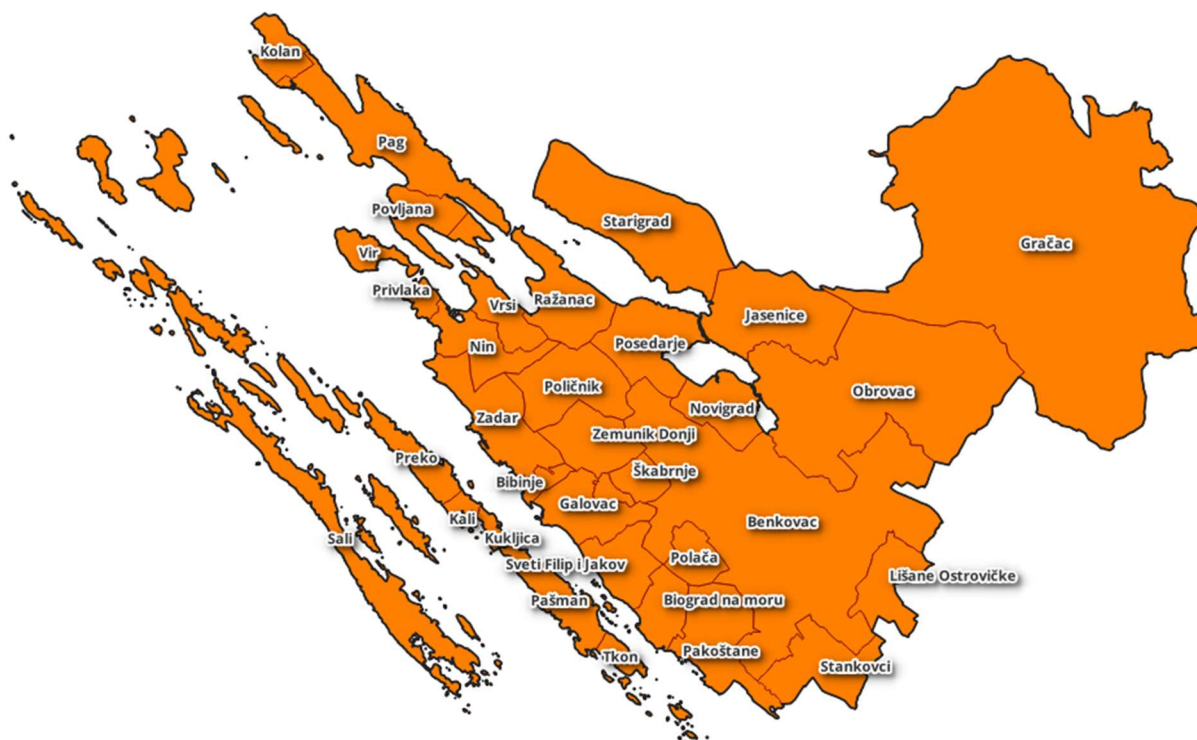 Kolan
Pag
Povljana
Starigrad
Gračac
Vir
Privlaka
Vrsi
Ražanac
Jasenice
Nin
Posedarje
Poličnik
Obrovac
Zadar
Novigrad
Zemunik Donji
Preko
Škabrnje
Bibinje
Galovac
Kali
Benkovac
Sali
Kukljica
Sveti Filip i Jakov
Polača
Lišane Ostrovičke
Pašman
Biograd na moru
Tkon
Pakoštane
Stankovci